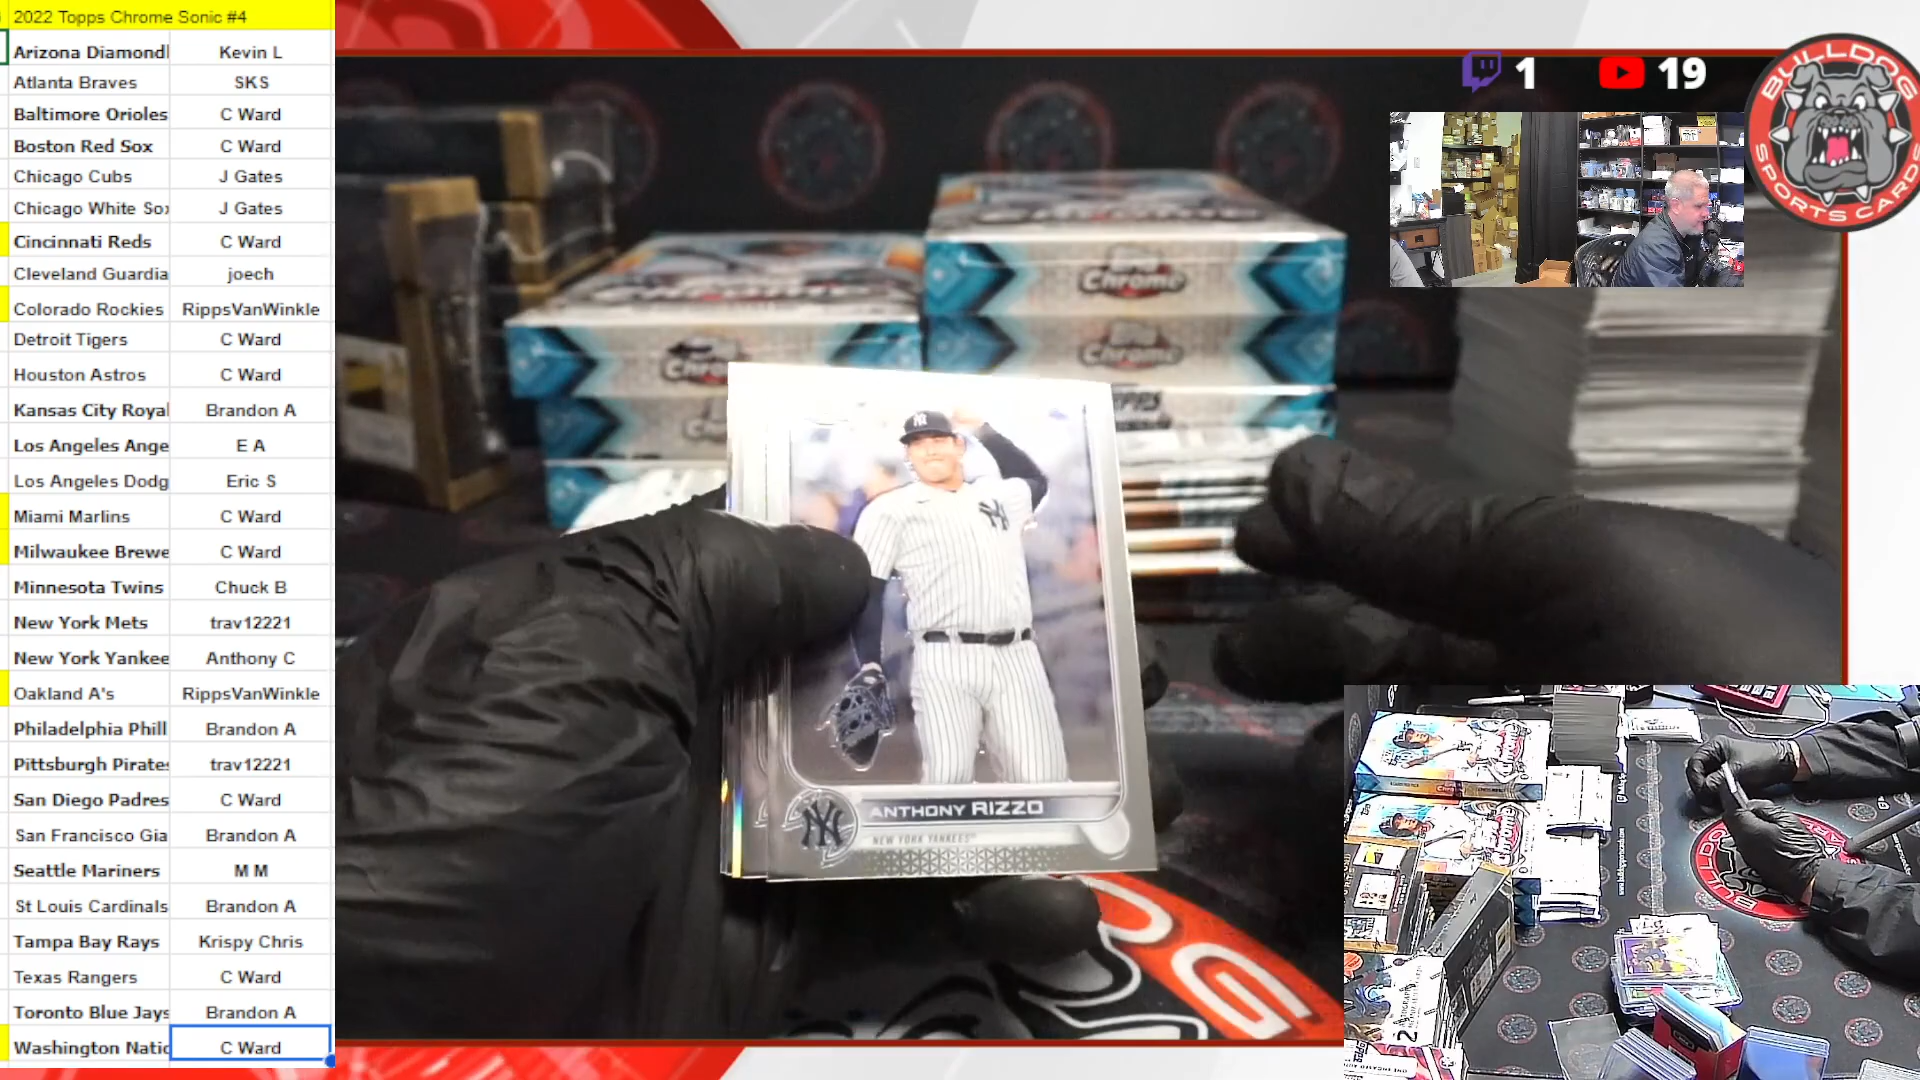 2022 Topps Chrome Sonic #4
Arizona Diamondl Kevin L
Atlanta Braves SKS
Baltimore Orioles C Ward
Boston Red Sox C Ward
Chicago Cubs J Gates
Chicago White Sox J Gates
Cincinnati Reds C Ward
Cleveland Guardia joech
Colorado Rockies RippsVanWinkle
Detroit Tigers C Ward
Houston Astros C Ward
Kansas City Royal Brandon A
Los Angeles Ange E A
Los Angeles Dodg Eric S
Miami Marlins C Ward
Milwaukee Brewe C Ward
Minnesota Twins Chuck B
New York Mets trav12221
New York Yankee Anthony C
Oakland A's RippsVanWinkle
Philadelphia Phill Brandon A
Pittsburgh Pirates trav12221
San Diego Padres C Ward
San Francisco Gia Brandon A
Seattle Mariners M M
St Louis Cardinals Brandon A
Tampa Bay Rays Krispy Chris
Texas Rangers C Ward
Toronto Blue Jays Brandon A
Washington Natio C Ward
1
19
BULLDOG
SPORTS CARDS
Topps
Chrome
Topps
Chrome
NY
ANTHONY RIZZO
NEW YORK YANKEES
OG